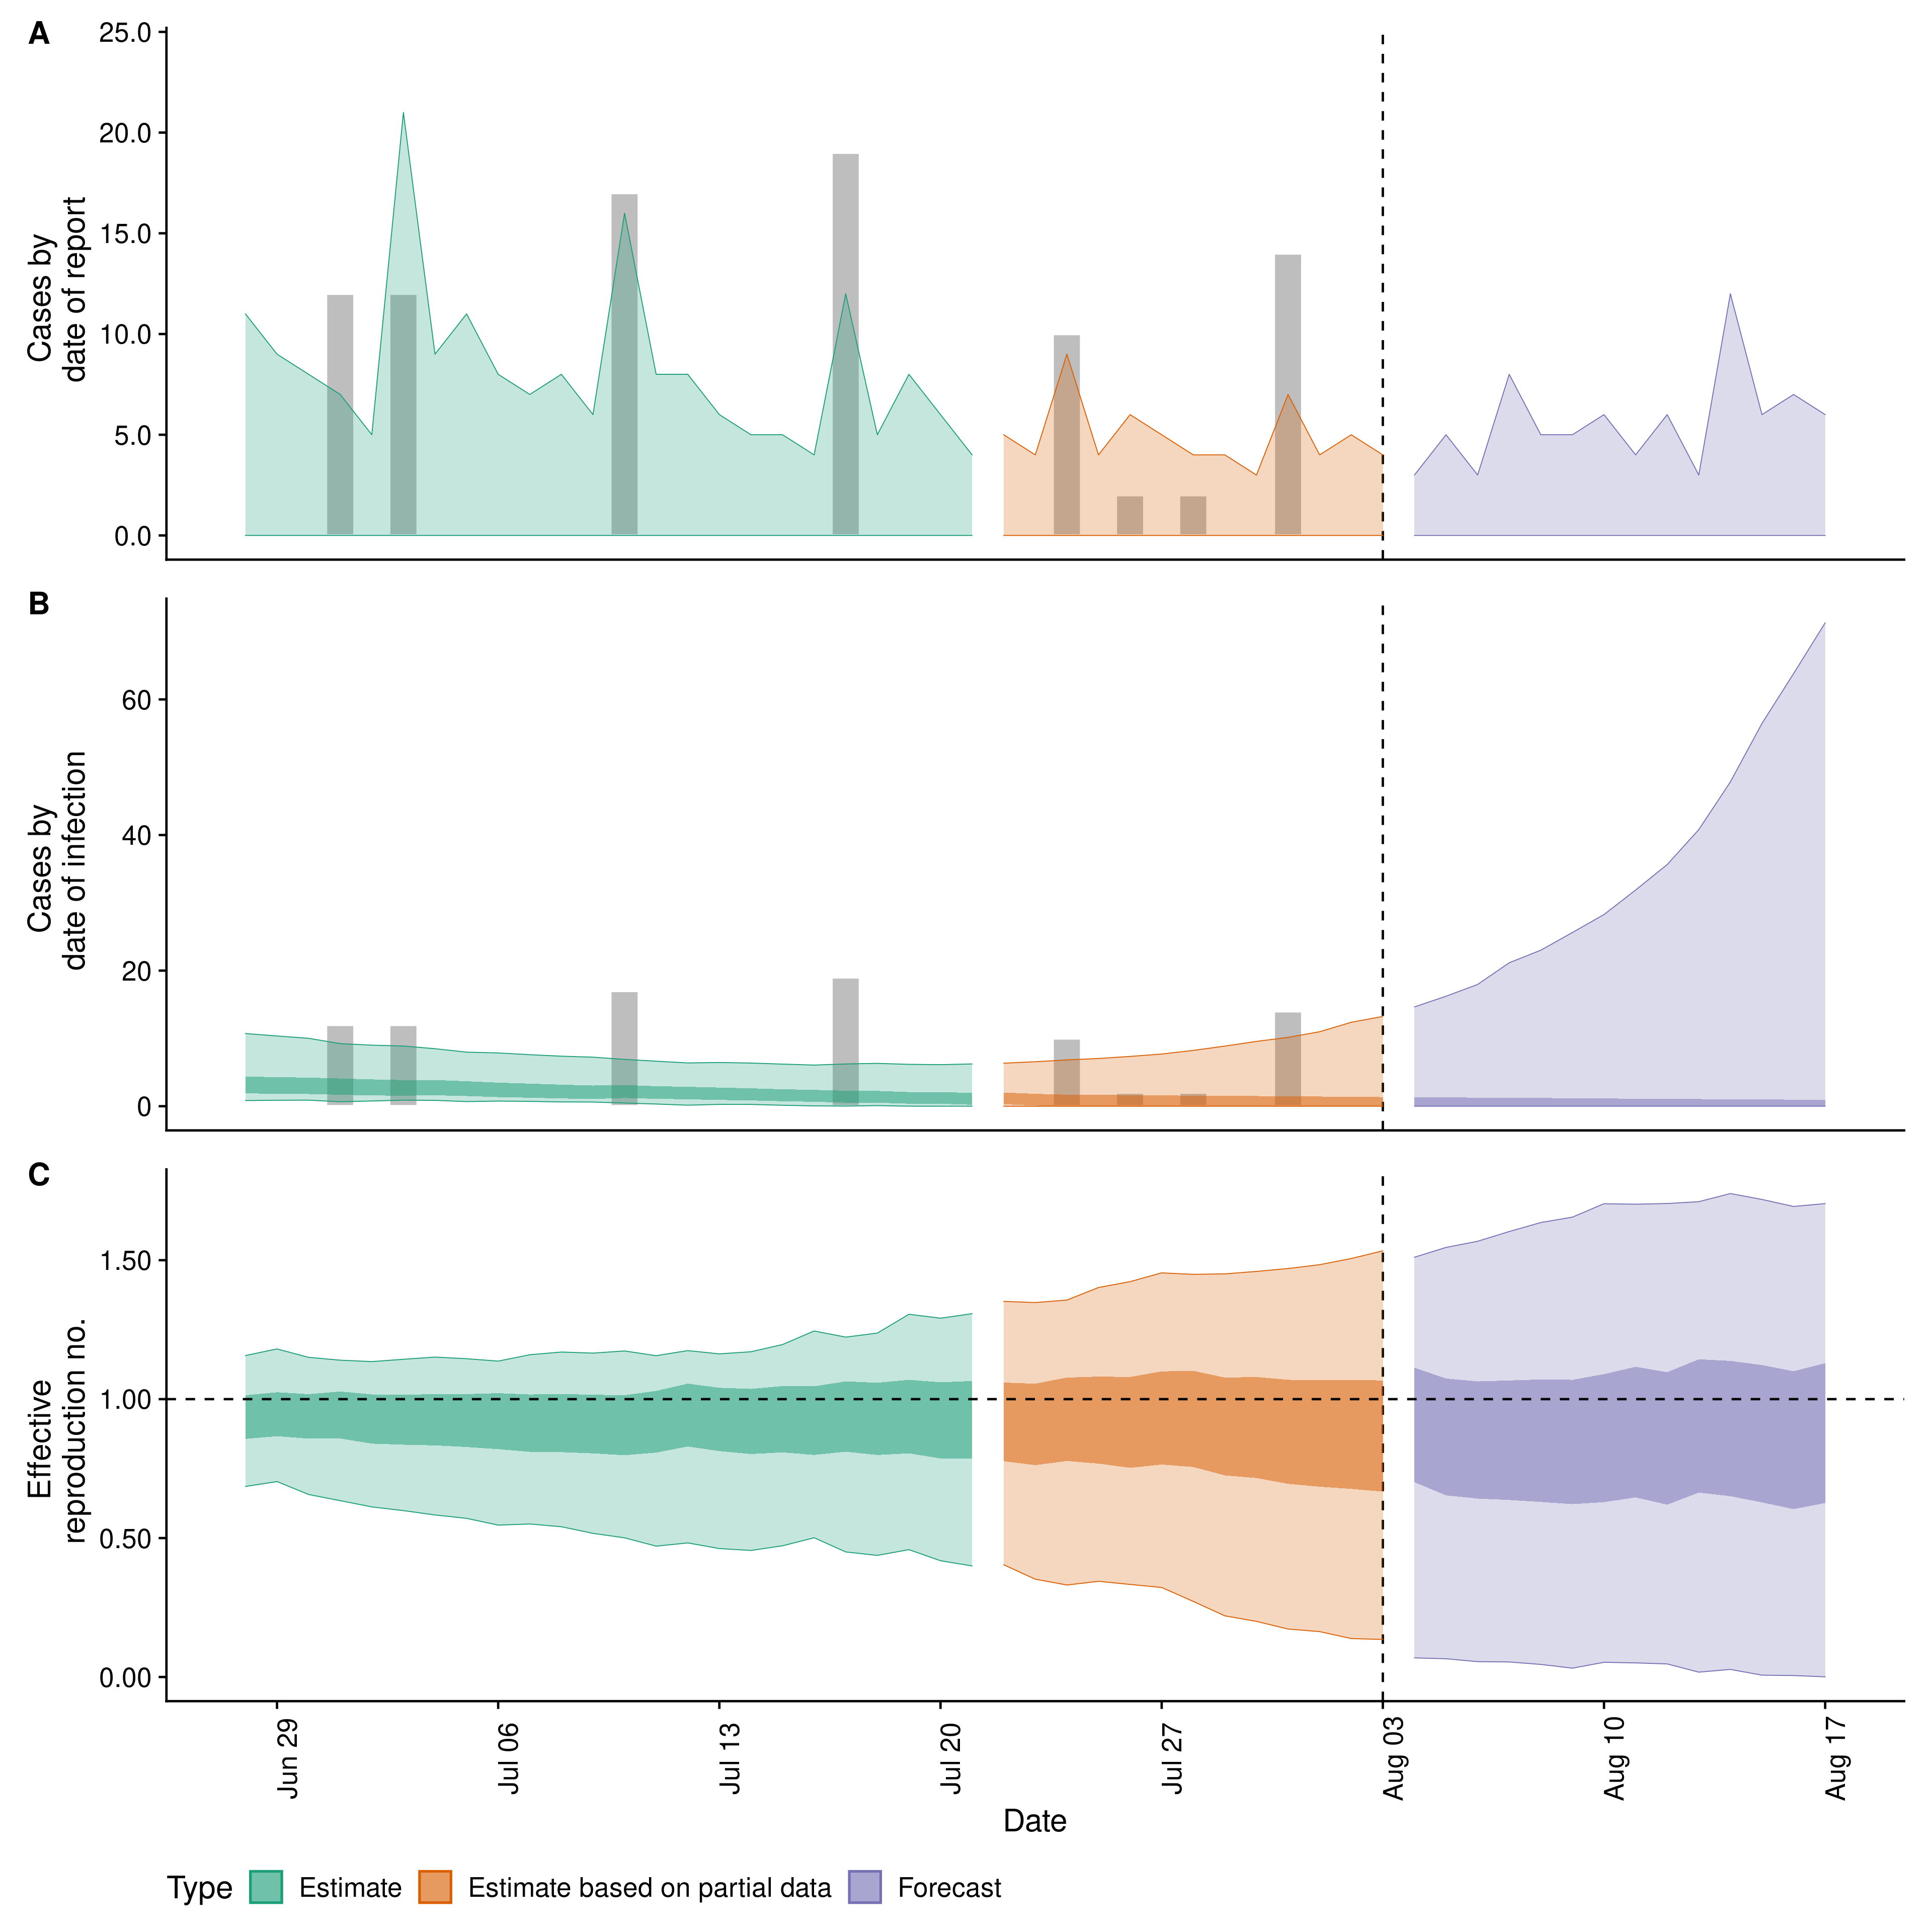 A
25.0
20.0
15.0
10.0
5.0
0.0
Cases by
date of report
B
60
40
20
0
Cases by
date of infection
C
1.50
1.00
0.50
0.00
Effective
reproduction no.
Jun 29
Jul 06
Jul 13
Jul 20
Jul 27
Aug 03
Aug 10
Aug 17
Date
Type Estimate Estimate based on partial data Forecast